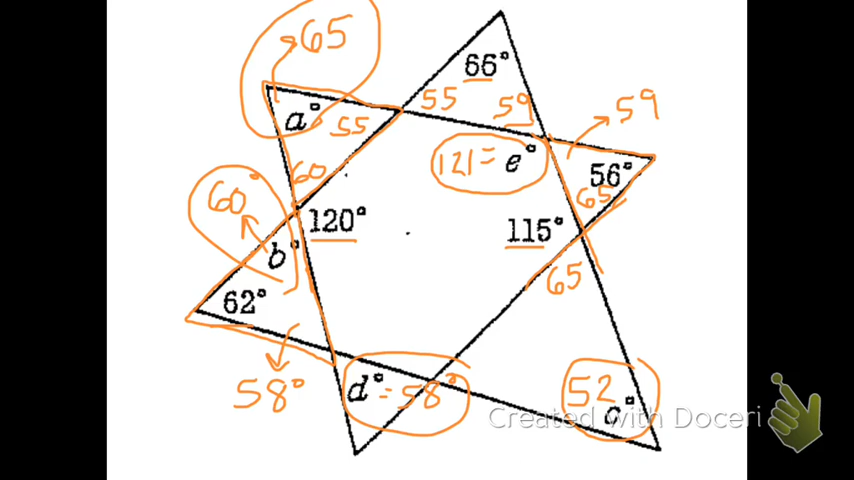 65
66°
55
59
59
a°
55
121 = e°
56°
60
65
60°
120°
115°
b°
65
62°
58°
d° = 58°
52
c°
Created with Doceri